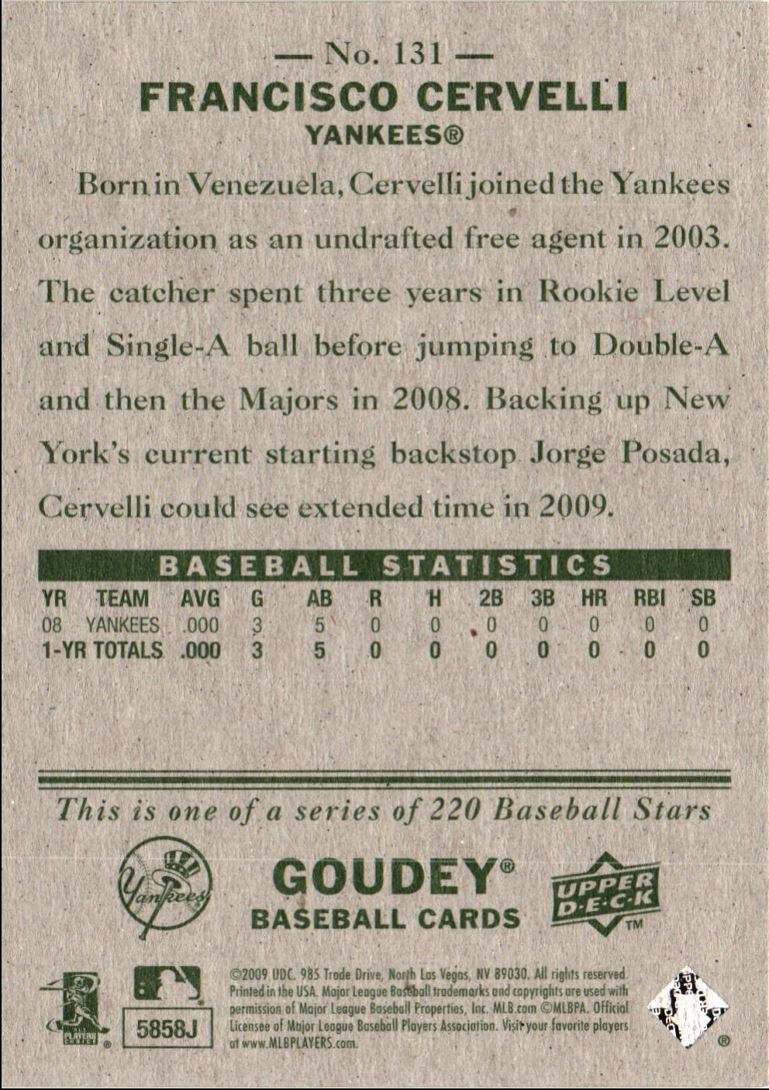 — No. 131 —
FRANCISCO CERVELLI
YANKEES®
Born in Venezuela, Cervelli joined the Yankees
organization as an undrafted free agent in 2003.
The catcher spent three years in Rookie Level
and Single-A ball before jumping to Double-A
and then the Majors in 2008. Backing up New
York's current starting backstop Jorge Posada,
Cervelli could see extended time in 2009.
BASEBALL STATISTICS
YR TEAM AVG G AB R H 2B 3B HR RBI SB
08 YANKEES .000 3 5 0 0 0 0 0 0 0
1-YR TOTALS .000 3 5 0 0 0 0 0 0 0
This is one of a series of 220 Baseball Stars
Yankees
GOUDEY®
BASEBALL CARDS
UPPER
DECK
TM
5858J
©2009 UDC. 985 Trade Drive, North Las Vegas, NV 89030. All rights reserved.
Printed in the USA. Major League Baseball trademarks and copyrights are used with
permission of Major League Baseball Properties, Inc. MLB.com ©MLBPA. Official
Licensee of Major League Baseball Players Association. Visit your favorite players
at www.MLBPLAYERS.com.
®